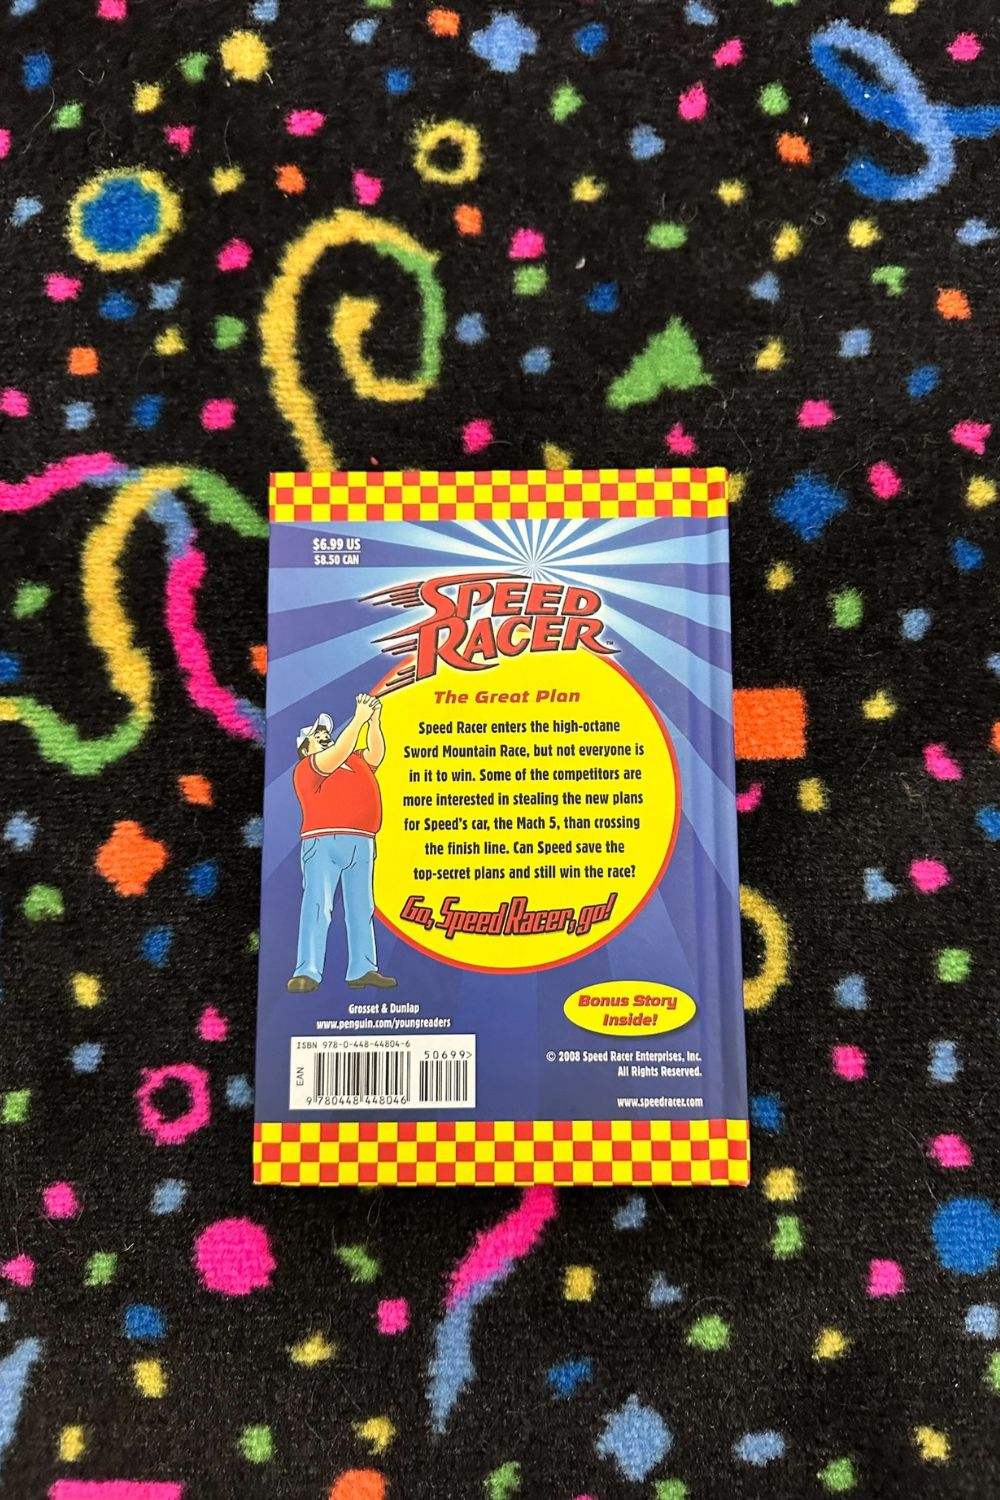 $6.99 US
$8.50 CAN
SPEED
RACER™
The Great Plan
Speed Racer enters the high-octane
Sword Mountain Race, but not everyone is
in it to win. Some of the competitors are
more interested in stealing the new plans
for Speed's car, the Mach 5, than crossing
the finish line. Can Speed save the
top-secret plans and still win the race?
Go, Speed Racer, go!
Grosset & Dunlap
www.penguin.com/youngreaders
Bonus Story
Inside!
ISBN 978-0-448-44804-6
50699>
EAN
9 780448 448046
© 2008 Speed Racer Enterprises, Inc.
All Rights Reserved.
www.speedracer.com